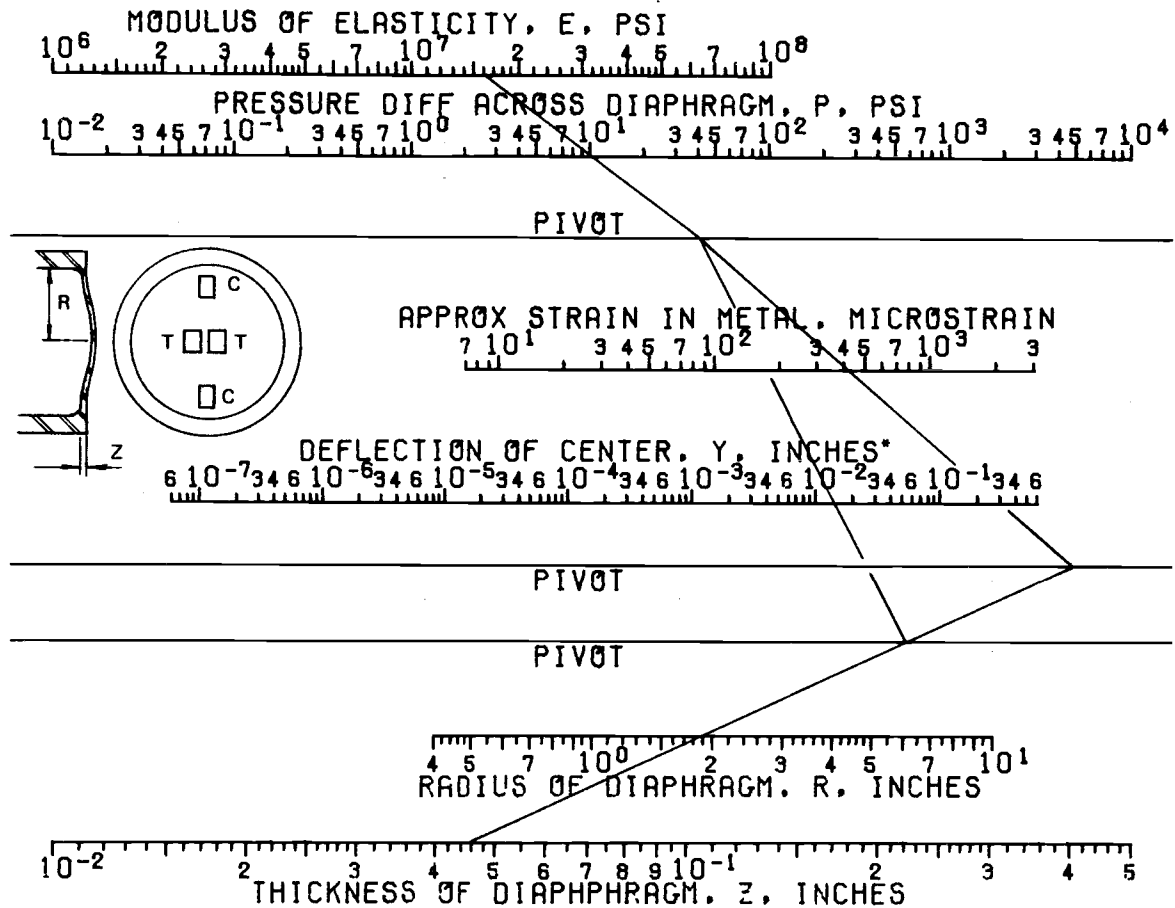 MODULUS OF ELASTICITY, E, PSI
10^6 2 3 4 5 7 10^7 2 3 4 5 7 10^8
PRESSURE DIFF ACROSS DIAPHRAGM, P, PSI
10^-2 3 4 5 7 10^-1 3 4 5 7 10^0 3 4 5 7 10^1 3 4 5 7 10^2 3 4 5 7 10^3 3 4 5 7 10^4
PIVOT
R
C
T T
C
Z
APPROX STRAIN IN METAL, MICROSTRAIN
7 10^1 3 4 5 7 10^2 3 4 5 7 10^3 3
DEFLECTION OF CENTER, Y, INCHES*
6 10^-7 3 4 6 10^-6 3 4 6 10^-5 3 4 6 10^-4 3 4 6 10^-3 3 4 6 10^-2 3 4 6 10^-1 3 4 6
PIVOT
PIVOT
4 5 7 10^0 2 3 4 5 7 10^1
RADIUS OF DIAPHRAGM, R, INCHES
10^-2 2 3 4 5 6 7 8 9 10^-1 2 3 4 5
THICKNESS OF DIAPHPHRAGM, Z, INCHES